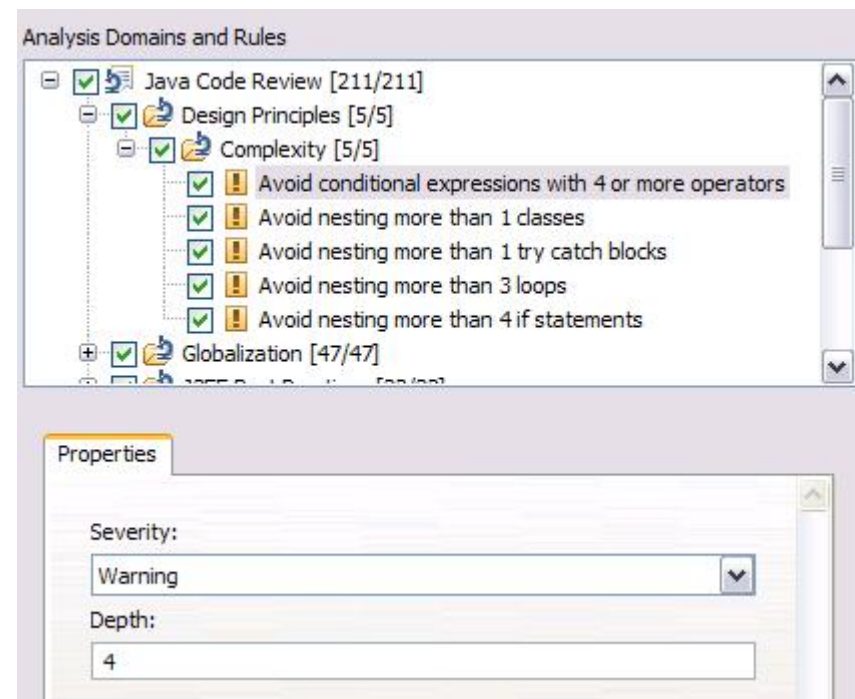 Analysis Domains and Rules
Java Code Review [211/211]
Design Principles [5/5]
Complexity [5/5]
Avoid conditional expressions with 4 or more operators
Avoid nesting more than 1 classes
Avoid nesting more than 1 try catch blocks
Avoid nesting more than 3 loops
Avoid nesting more than 4 if statements
Globalization [47/47]
Properties
Severity:
Warning
Depth:
4